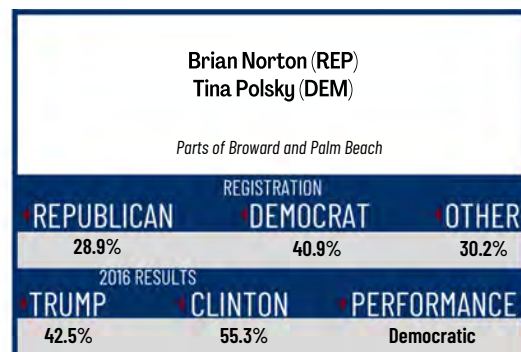 Brian Norton (REP)
Tina Polsky (DEM)
Parts of Broward and Palm Beach
REGISTRATION
REPUBLICAN DEMOCRAT OTHER
28.9% 40.9% 30.2%
2016 RESULTS
TRUMP CLINTON PERFORMANCE
42.5% 55.3% Democratic